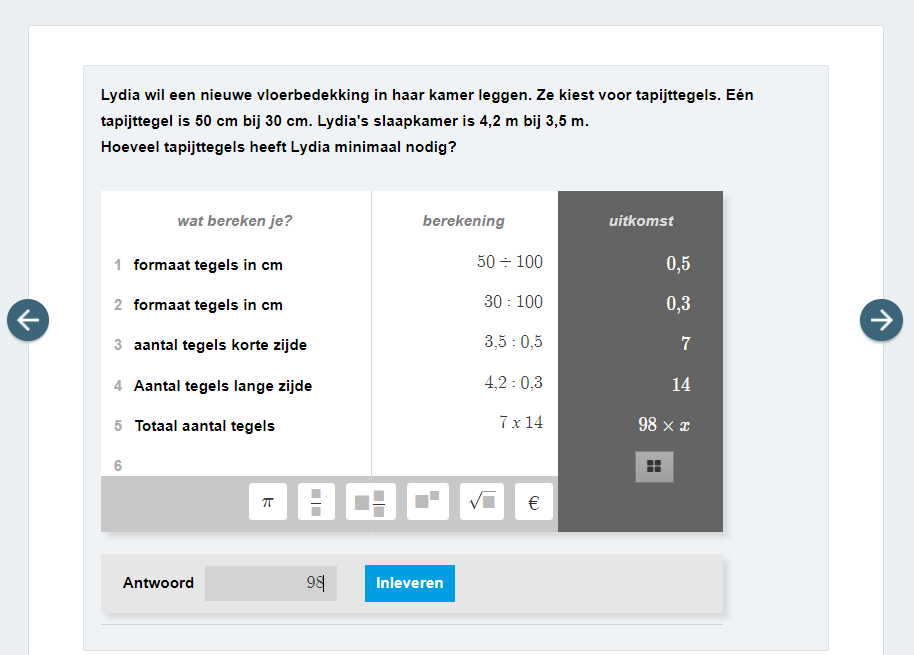 Lydia wil een nieuwe vloerbedekking in haar kamer leggen. Ze kiest voor tapijttegels. Eén
tapijttegel is 50 cm bij 30 cm. Lydia's slaapkamer is 4,2 m bij 3,5 m.
Hoeveel tapijttegels heeft Lydia minimaal nodig?
wat bereken je? berekening uitkomst
1 formaat tegels in cm 50 ÷ 100 0,5
2 formaat tegels in cm 30 : 100 0,3
3 aantal tegels korte zijde 3,5 : 0,5 7
4 Aantal tegels lange zijde 4,2 : 0,3 14
5 Totaal aantal tegels 7 x 14 98 × x
6
π √ €
Antwoord 98 Inleveren